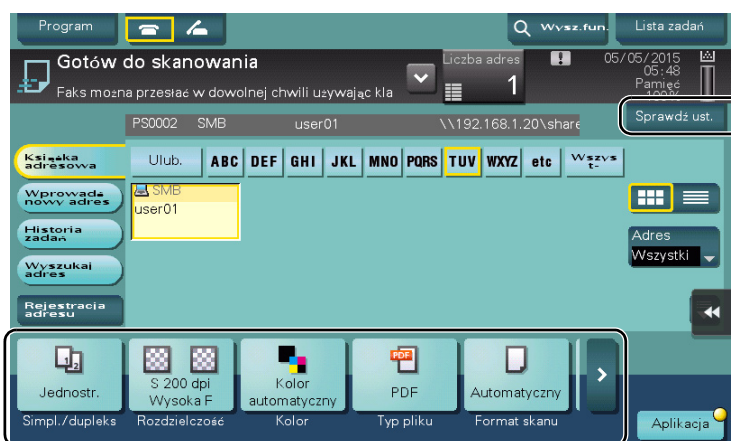 Program
Wysz.fun.
Lista zadań
Gotów do skanowania
Faks można przesłać w dowolnej chwili używając kla
Liczba adres
1
05/05/2015
05:48
Pamięć
100%
Sprawdź ust.
PS0002 SMB user01 \\192.168.1.20\share
Książka
adresowa
Ulub. ABC DEF GHI JKL MNO PQRS TUV WXYZ etc Wszys
t-
Wprowadź
nowy adres
SMB
user01
Historia
zadań
Adres
Wszystki
Wyszukaj
adres
Rejestracja
adresu
1 2
Jednostr.
S 200 dpi
Wysoka F
Kolor
automatyczny
PDF
PDF
Automatyczny
Simpl./dupleks
Rozdzielczość
Kolor
Typ pliku
Format skanu
Aplikacja